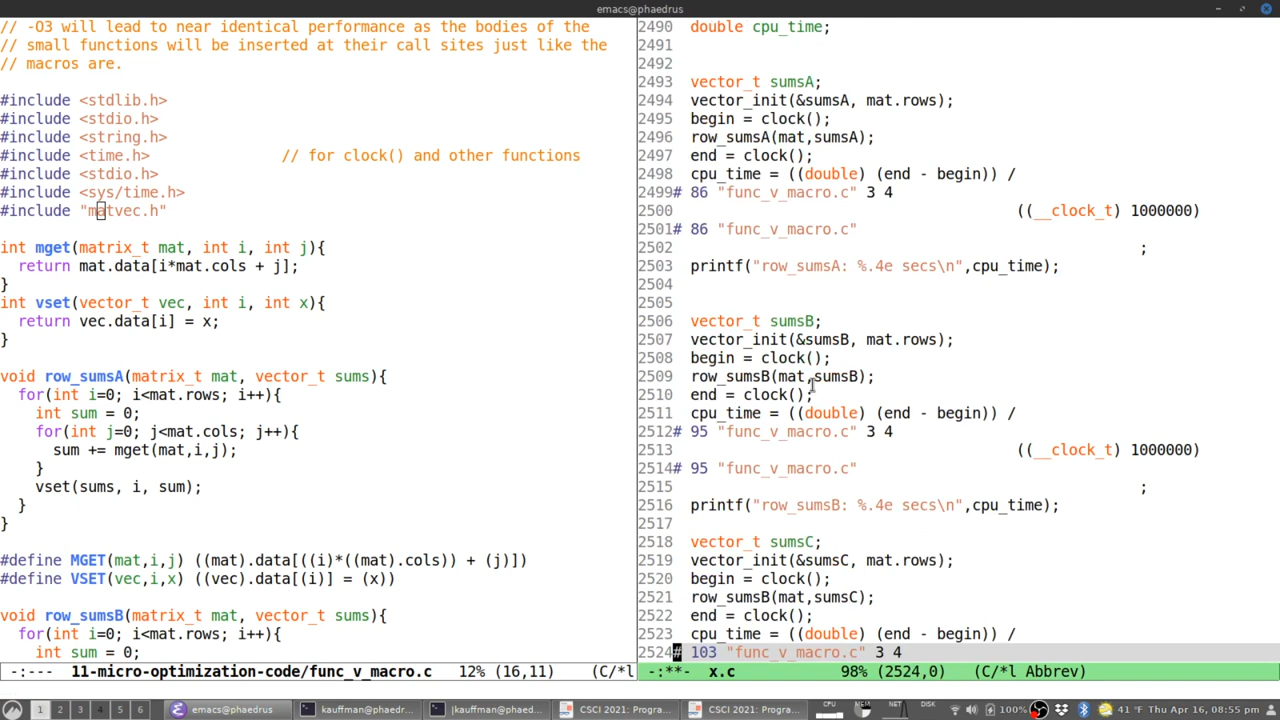 emacs@phaedrus
// -O3 will lead to near identical performance as the bodies of the
// small functions will be inserted at their call sites just like the
// macros are.
#include <stdlib.h>
#include <stdio.h>
#include <string.h>
#include <time.h>               // for clock() and other functions
#include <stdio.h>
#include <sys/time.h>
#include "matvec.h"
int mget(matrix_t mat, int i, int j){
  return mat.data[i*mat.cols + j];
}
int vset(vector_t vec, int i, int x){
  return vec.data[i] = x;
}
void row_sumsA(matrix_t mat, vector_t sums){
  for(int i=0; i<mat.rows; i++){
    int sum = 0;
    for(int j=0; j<mat.cols; j++){
      sum += mget(mat,i,j);
    }
    vset(sums, i, sum);
  }
}
#define MGET(mat,i,j) ((mat).data[((i)*((mat).cols)) + (j)])
#define VSET(vec,i,x) ((vec).data[(i)] = (x))
void row_sumsB(matrix_t mat, vector_t sums){
  for(int i=0; i<mat.rows; i++){
    int sum = 0;
-:---  11-micro-optimization-code/func_v_macro.c   12% (16,11)     (C/*l
2490  double cpu_time;
2491
2492
2493  vector_t sumsA;
2494  vector_init(&sumsA, mat.rows);
2495  begin = clock();
2496  row_sumsA(mat,sumsA);
2497  end = clock();
2498  cpu_time = ((double) (end - begin)) /
2499# 86 "func_v_macro.c" 3 4
2500                                       ((__clock_t) 1000000)
2501# 86 "func_v_macro.c"
2502                                                     ;
2503  printf("row_sumsA: %.4e secs\n",cpu_time);
2504
2505
2506  vector_t sumsB;
2507  vector_init(&sumsB, mat.rows);
2508  begin = clock();
2509  row_sumsB(mat,sumsB);
2510  end = clock();
2511  cpu_time = ((double) (end - begin)) /
2512# 95 "func_v_macro.c" 3 4
2513                                       ((__clock_t) 1000000)
2514# 95 "func_v_macro.c"
2515                                                     ;
2516  printf("row_sumsB: %.4e secs\n",cpu_time);
2517
2518  vector_t sumsC;
2519  vector_init(&sumsC, mat.rows);
2520  begin = clock();
2521  row_sumsB(mat,sumsC);
2522  end = clock();
2523  cpu_time = ((double) (end - begin)) /
2524# 103 "func_v_macro.c" 3 4
-:**-  x.c            98% (2524,0)     (C/*l Abbrev)
1 2 3 4 5 6 emacs@phaedrus kauffman@phaedr... [kauffman@phaed... CSCI 2021: Progra... CSCI 2021: Progra... CPU MEM NET DISK 100% 41 °F Thu Apr 16, 08:55 pm